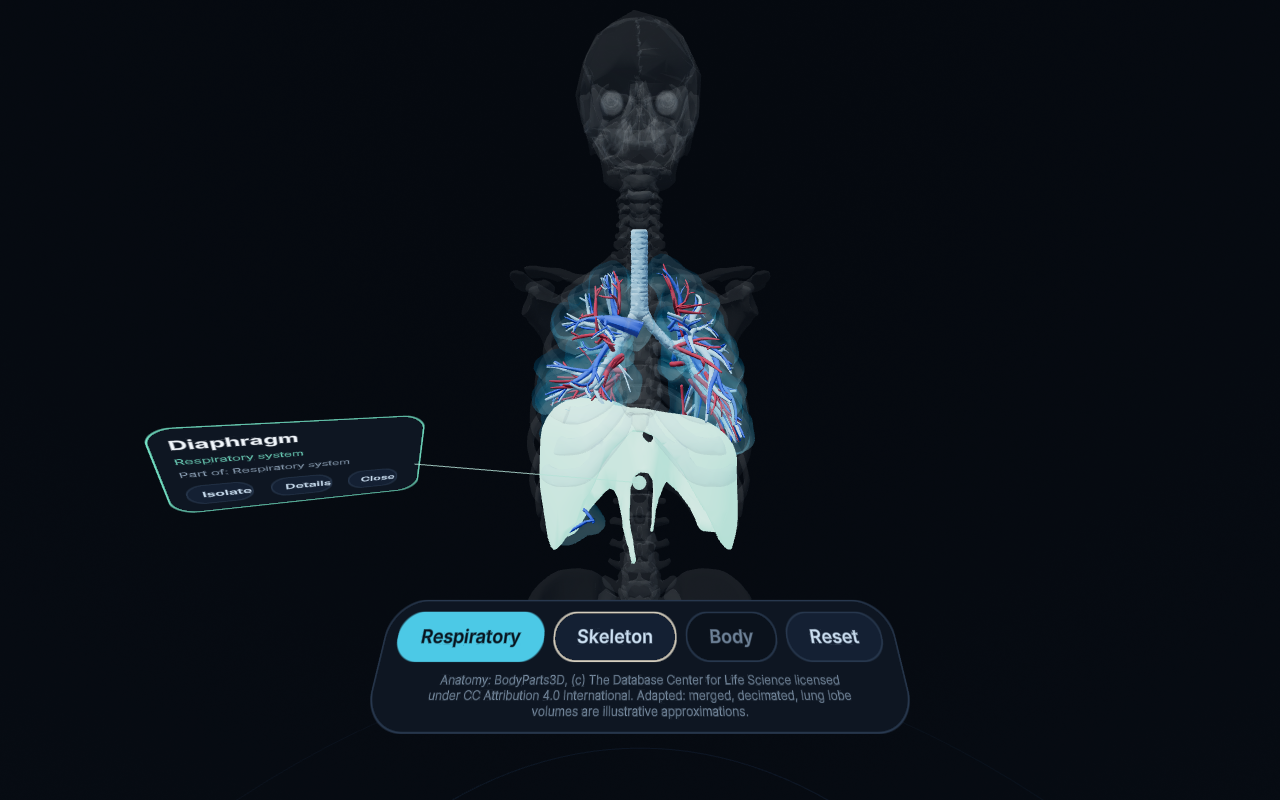 Diaphragm
Respiratory system
Part of: Respiratory system
Isolate Details Close
Respiratory Skeleton Body Reset
Anatomy: BodyParts3D, (c) The Database Center for Life Science licensed
under CC Attribution 4.0 International. Adapted: merged, decimated, lung lobe
volumes are illustrative approximations.